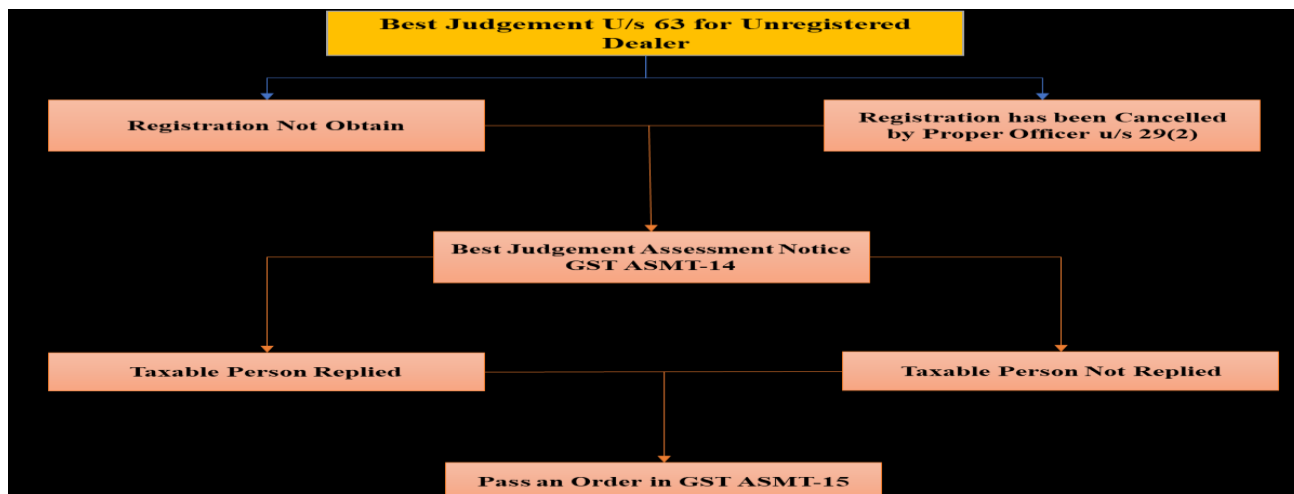 Best Judgement U/s 63 for Unregistered
Dealer
Registration Not Obtain
Registration has been Cancelled
by Proper Officer u/s 29(2)
Best Judgement Assessment Notice
GST ASMT-14
Taxable Person Replied
Taxable Person Not Replied
Pass an Order in GST ASMT-15